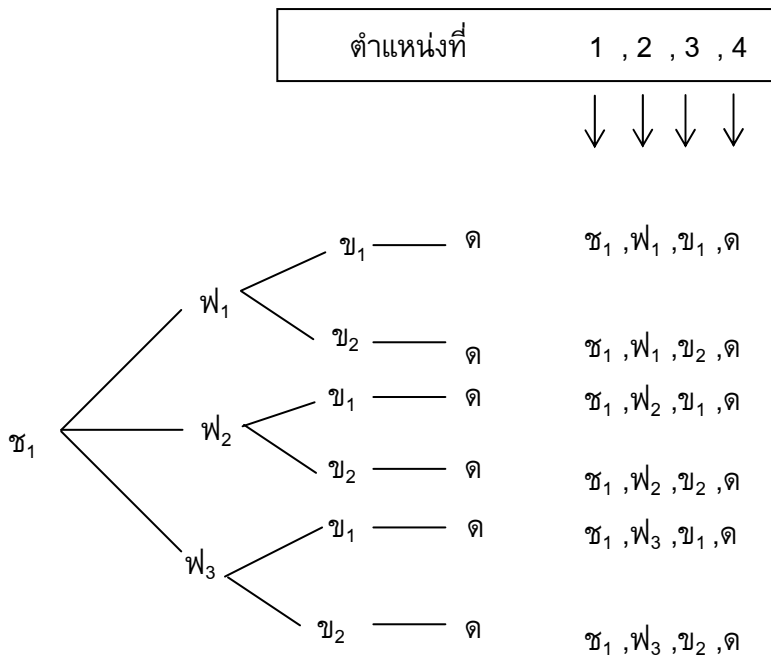 ตำแหน่งที่ 1 , 2 , 3 , 4
ข₁ ด ช₁ ,ฟ₁ ,ข₁ ,ด
ฟ₁
ข₂ ด ช₁ ,ฟ₁ ,ข₂ ,ด
ข₁ ด ช₁ ,ฟ₂ ,ข₁ ,ด
ช₁ ฟ₂
ข₂ ด ช₁ ,ฟ₂ ,ข₂ ,ด
ข₁ ด ช₁ ,ฟ₃ ,ข₁ ,ด
ฟ₃
ข₂ ด ช₁ ,ฟ₃ ,ข₂ ,ด